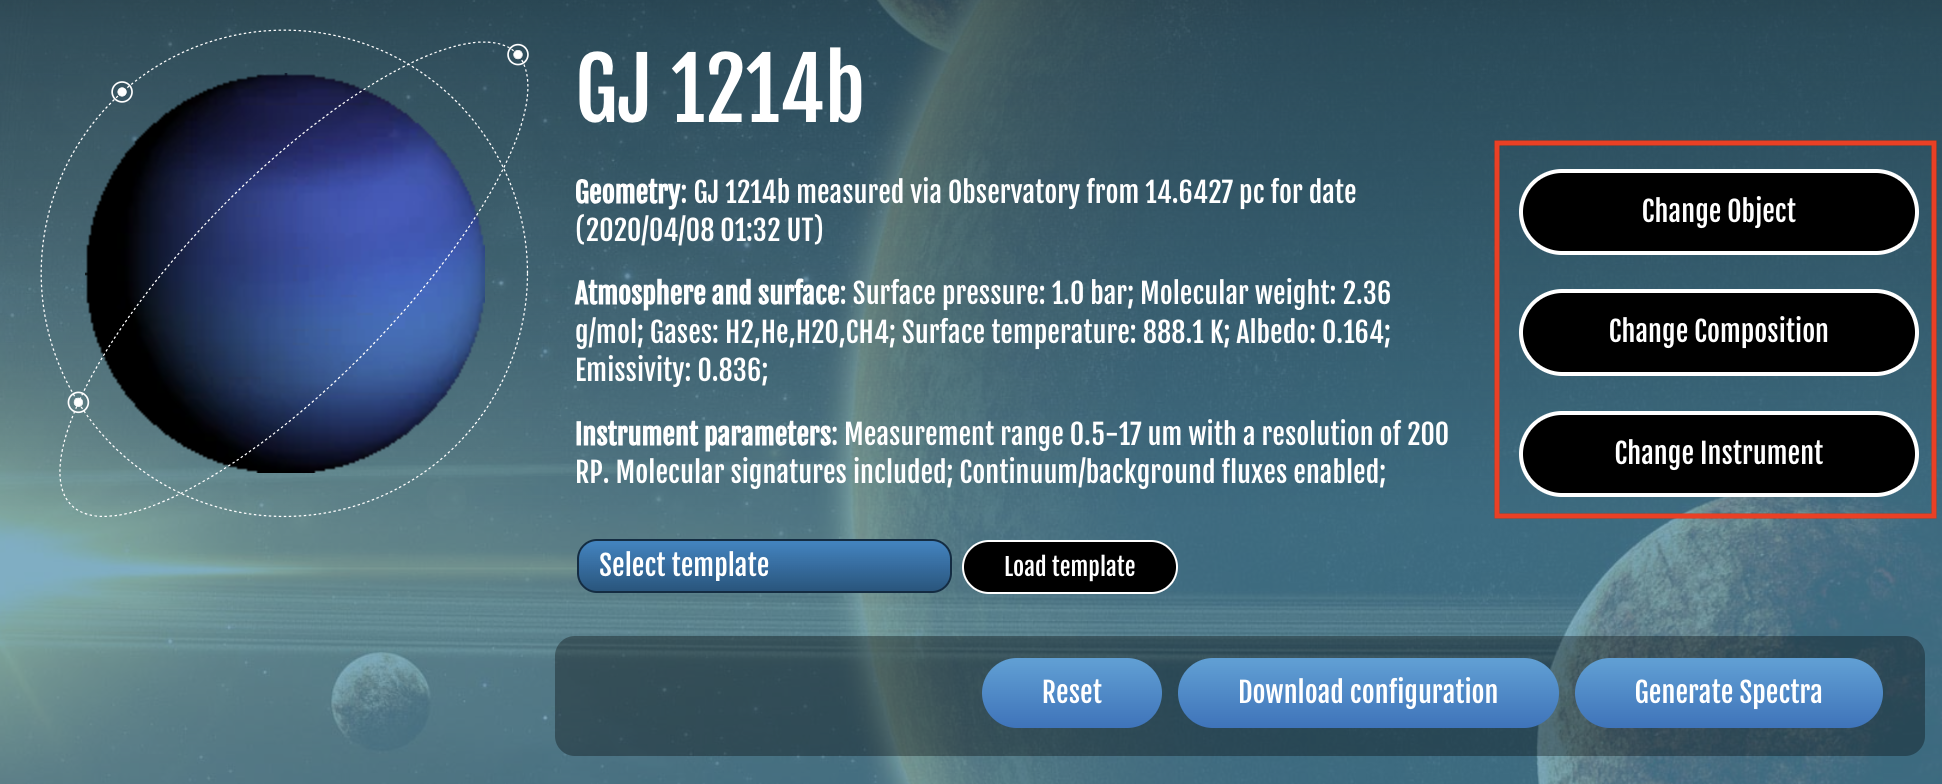 GJ 1214b
Geometry: GJ 1214b measured via Observatory from 14.6427 pc for date
(2020/04/08 01:32 UT)
Atmosphere and surface: Surface pressure: 1.0 bar; Molecular weight: 2.36
g/mol; Gases: H2,He,H2O,CH4; Surface temperature: 888.1 K; Albedo: 0.164;
Emissivity: 0.836;
Instrument parameters: Measurement range 0.5-17 um with a resolution of 200
RP. Molecular signatures included; Continuum/background fluxes enabled;
Change Object
Change Composition
Change Instrument
Select template
Load template
Reset
Download configuration
Generate Spectra